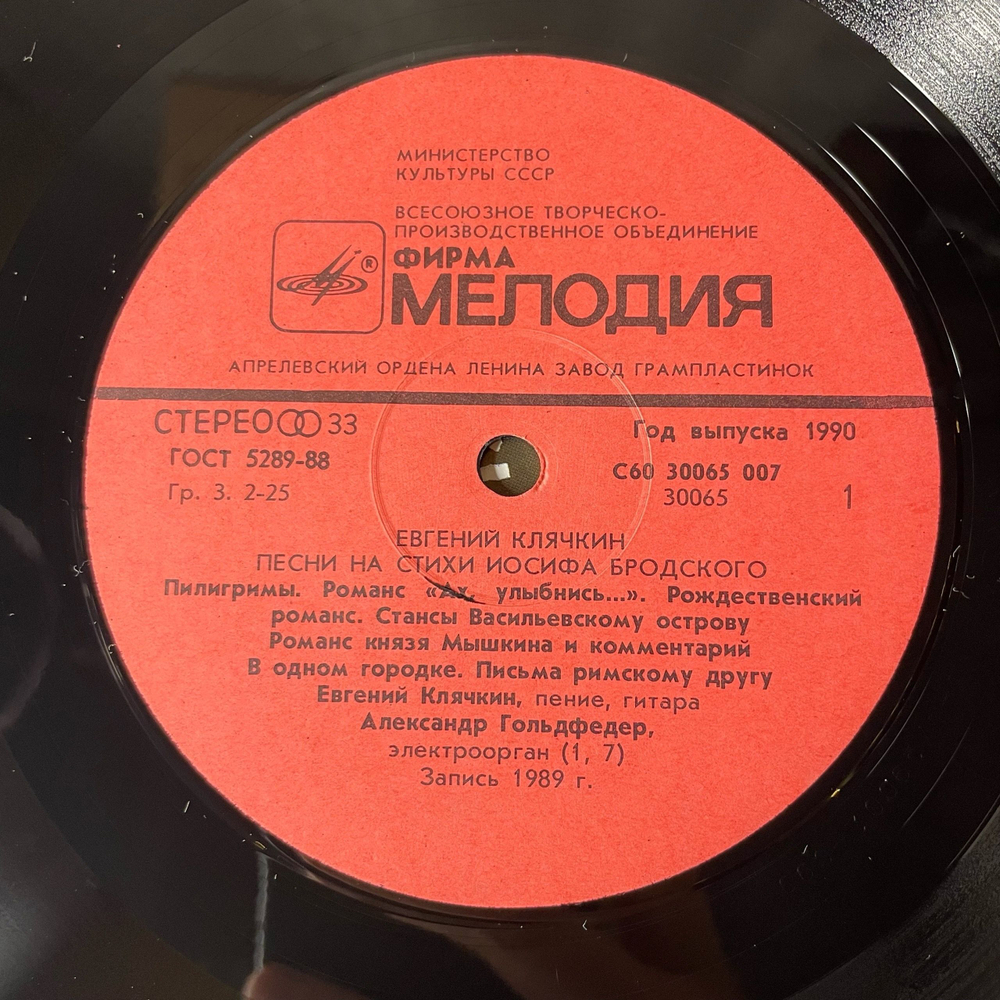 МИНИСТЕРСТВО
КУЛЬТУРЫ СССР
ВСЕСОЮЗНОЕ ТВОРЧЕСКО-
ПРОИЗВОДСТВЕННОЕ ОБЪЕДИНЕНИЕ
ФИРМА
®
МЕЛОДИЯ
АПРЕЛЕВСКИЙ ОРДЕНА ЛЕНИНА ЗАВОД ГРАМПЛАСТИНОК
СТЕРЕО 33
Год выпуска 1990
ГОСТ 5289-88
С60 30065 007
Гр. 3. 2-25
30065
1
ЕВГЕНИЙ КЛЯЧКИН
ПЕСНИ НА СТИХИ ИОСИФА БРОДСКОГО
Пилигримы. Романс «Ах, улыбнись...». Рождественский
романс. Стансы Васильевскому острову
Романс князя Мышкина и комментарий
В одном городке. Письма римскому другу
Евгений Клячкин, пение, гитара
Александр Гольдфедер,
электроорган (1, 7)
Запись 1989 г.